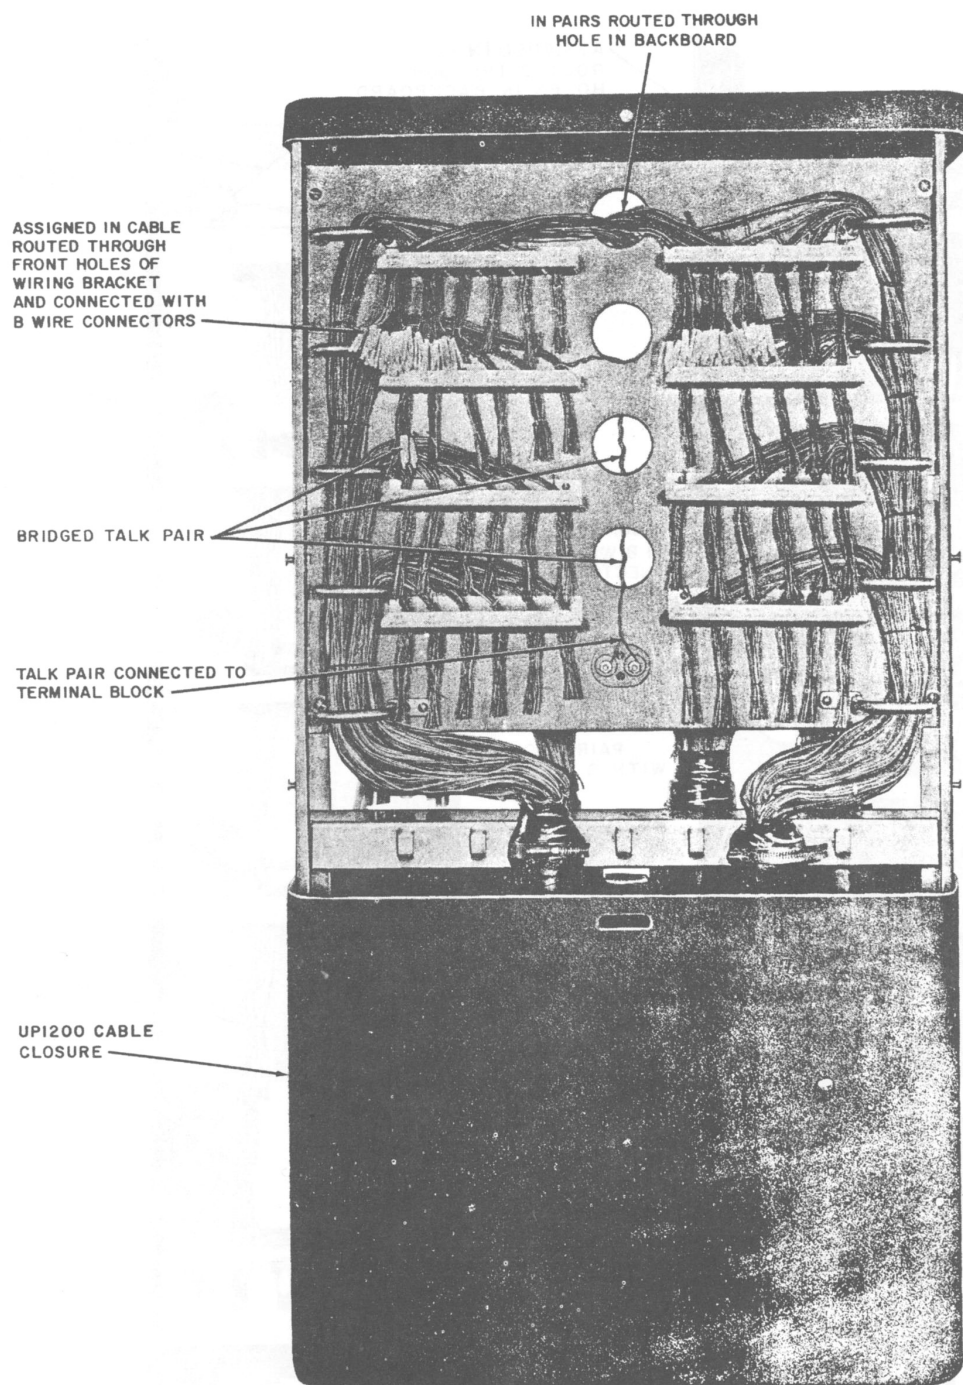 IN PAIRS ROUTED THROUGH
HOLE IN BACKBOARD
ASSIGNED IN CABLE
ROUTED THROUGH
FRONT HOLES OF
WIRING BRACKET
AND CONNECTED WITH
B WIRE CONNECTORS
BRIDGED TALK PAIR
TALK PAIR CONNECTED TO
TERMINAL BLOCK
UP1200 CABLE
CLOSURE